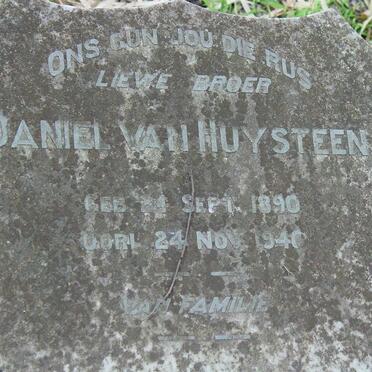 ONS GUN JOU DIE RUS
LIEWE BROER
DANIEL VAN HUYSTEEN
GEB. 24 SEPT. 1890
OORL. 24 NOV. 1940
VAN FAMILIE